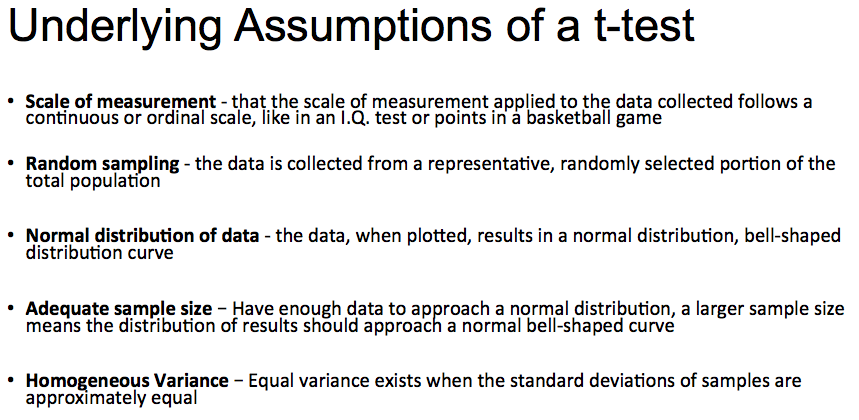 Underlying Assumptions of a t-test
• Scale of measurement - that the scale of measurement applied to the data collected follows a
continuous or ordinal scale, like in an I.Q. test or points in a basketball game
• Random sampling - the data is collected from a representative, randomly selected portion of the
total population
• Normal distribution of data - the data, when plotted, results in a normal distribution, bell-shaped
distribution curve
• Adequate sample size – Have enough data to approach a normal distribution, a larger sample size
means the distribution of results should approach a normal bell-shaped curve
• Homogeneous Variance – Equal variance exists when the standard deviations of samples are
approximately equal